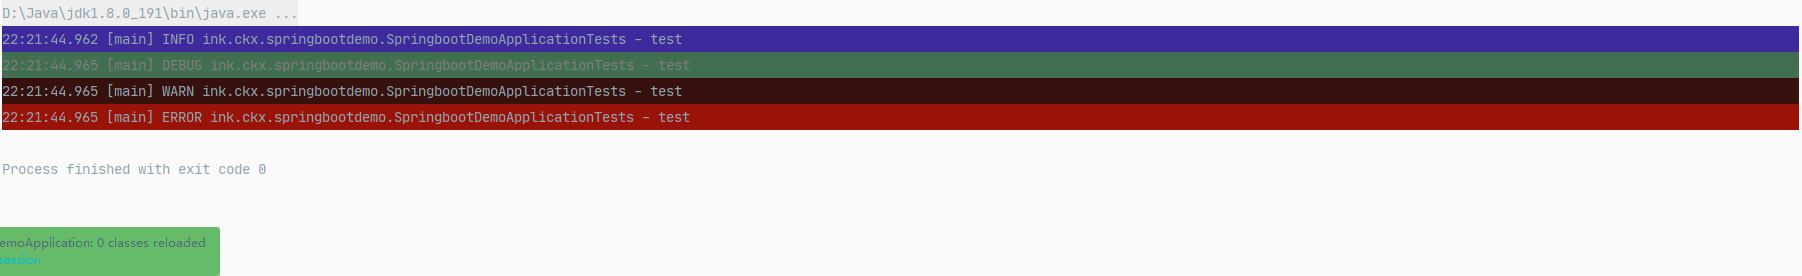 D:\Java\jdk1.8.0_191\bin\java.exe ...
22:21:44.962 [main] INFO ink.ckx.springbootdemo.SpringbootDemoApplicationTests - test
22:21:44.965 [main] DEBUG ink.ckx.springbootdemo.SpringbootDemoApplicationTests - test
22:21:44.965 [main] WARN ink.ckx.springbootdemo.SpringbootDemoApplicationTests - test
22:21:44.965 [main] ERROR ink.ckx.springbootdemo.SpringbootDemoApplicationTests - test
Process finished with exit code 0
emoApplication: 0 classes reloaded
session